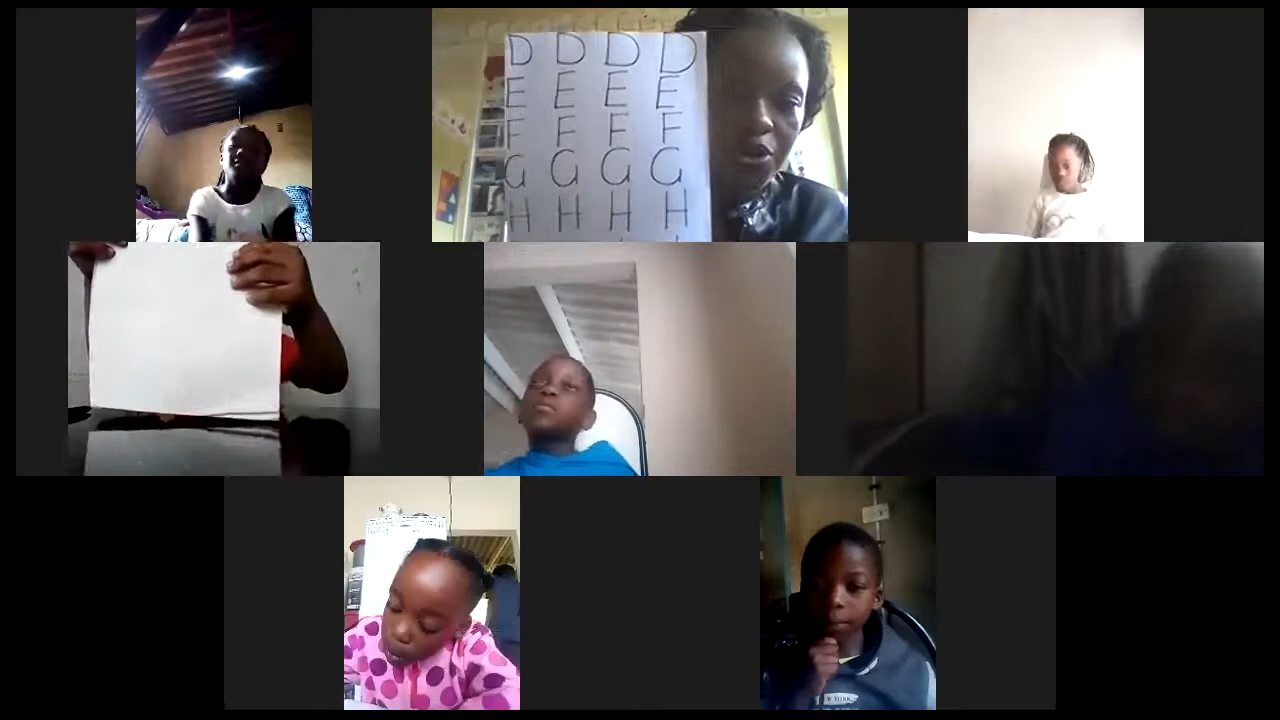 D D D D
E E E E
F F F F
G G G G
H H H H
NEW YORK